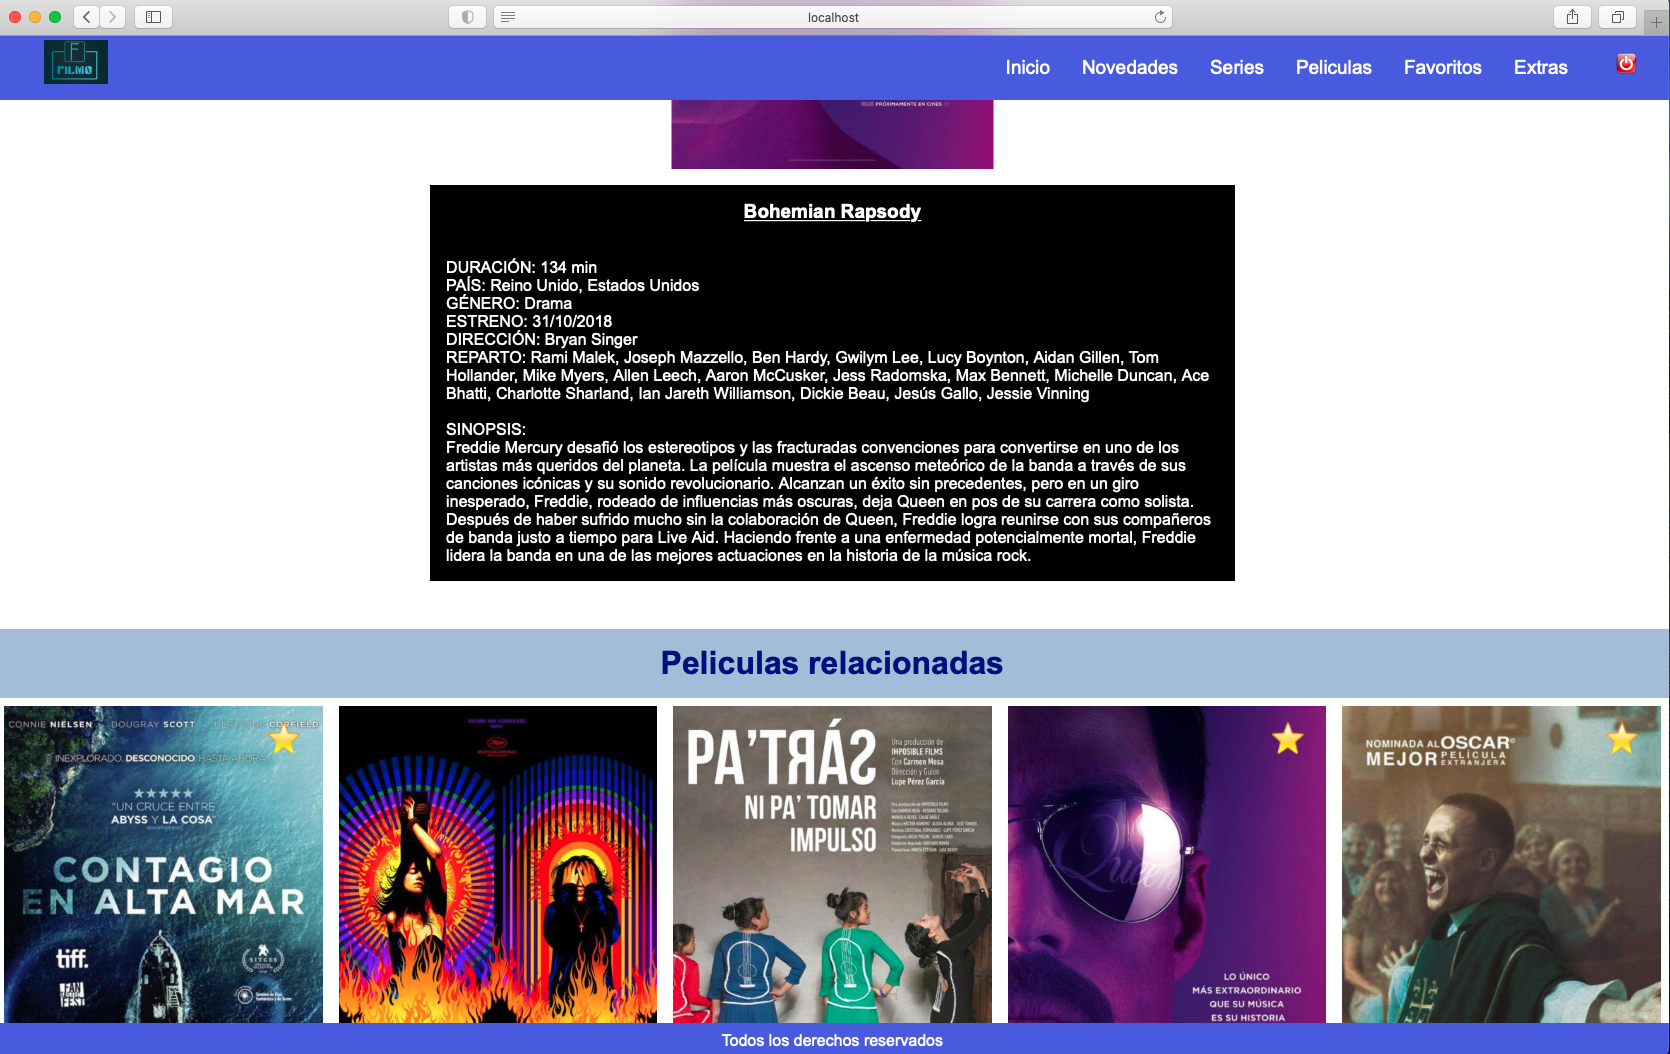 localhost
F
FILMO
Inicio Novedades Series Peliculas Favoritos Extras
PRÓXIMAMENTE EN CINES
Bohemian Rapsody
DURACIÓN: 134 min
PAÍS: Reino Unido, Estados Unidos
GÉNERO: Drama
ESTRENO: 31/10/2018
DIRECCIÓN: Bryan Singer
REPARTO: Rami Malek, Joseph Mazzello, Ben Hardy, Gwilym Lee, Lucy Boynton, Aidan Gillen, Tom
Hollander, Mike Myers, Allen Leech, Aaron McCusker, Jess Radomska, Max Bennett, Michelle Duncan, Ace
Bhatti, Charlotte Sharland, Ian Jareth Williamson, Dickie Beau, Jesús Gallo, Jessie Vinning
SINOPSIS:
Freddie Mercury desafió los estereotipos y las fracturadas convenciones para convertirse en uno de los
artistas más queridos del planeta. La película muestra el ascenso meteórico de la banda a través de sus
canciones icónicas y su sonido revolucionario. Alcanzan un éxito sin precedentes, pero en un giro
inesperado, Freddie, rodeado de influencias más oscuras, deja Queen en pos de su carrera como solista.
Después de haber sufrido mucho sin la colaboración de Queen, Freddie logra reunirse con sus compañeros
de banda justo a tiempo para Live Aid. Haciendo frente a una enfermedad potencialmente mortal, Freddie
lidera la banda en una de las mejores actuaciones en la historia de la música rock.
Peliculas relacionadas
CONNIE NIELSEN DOUGRAY SCOTT CORFIELD
INEXPLORADO. DESCONOCIDO. HASTA AHORA.
"UN CRUCE ENTRE
ABYSS Y LA COSA"
CONTAGIO
EN ALTA MAR
tiff.
SITGES
FANTASTIC FEST
PA'TRÁS
NI PA' TOMAR
IMPULSO
Una producción de
IMPOSIBLE FILMS
Con Carmen Mesa
Dirección y Guion
Lupe Pérez García
Queen
LO ÚNICO
MÁS EXTRAORDINARIO
QUE SU MÚSICA
ES SU HISTORIA
NOMINADA AL OSCAR
MEJOR PELÍCULA
EXTRANJERA
Todos los derechos reservados